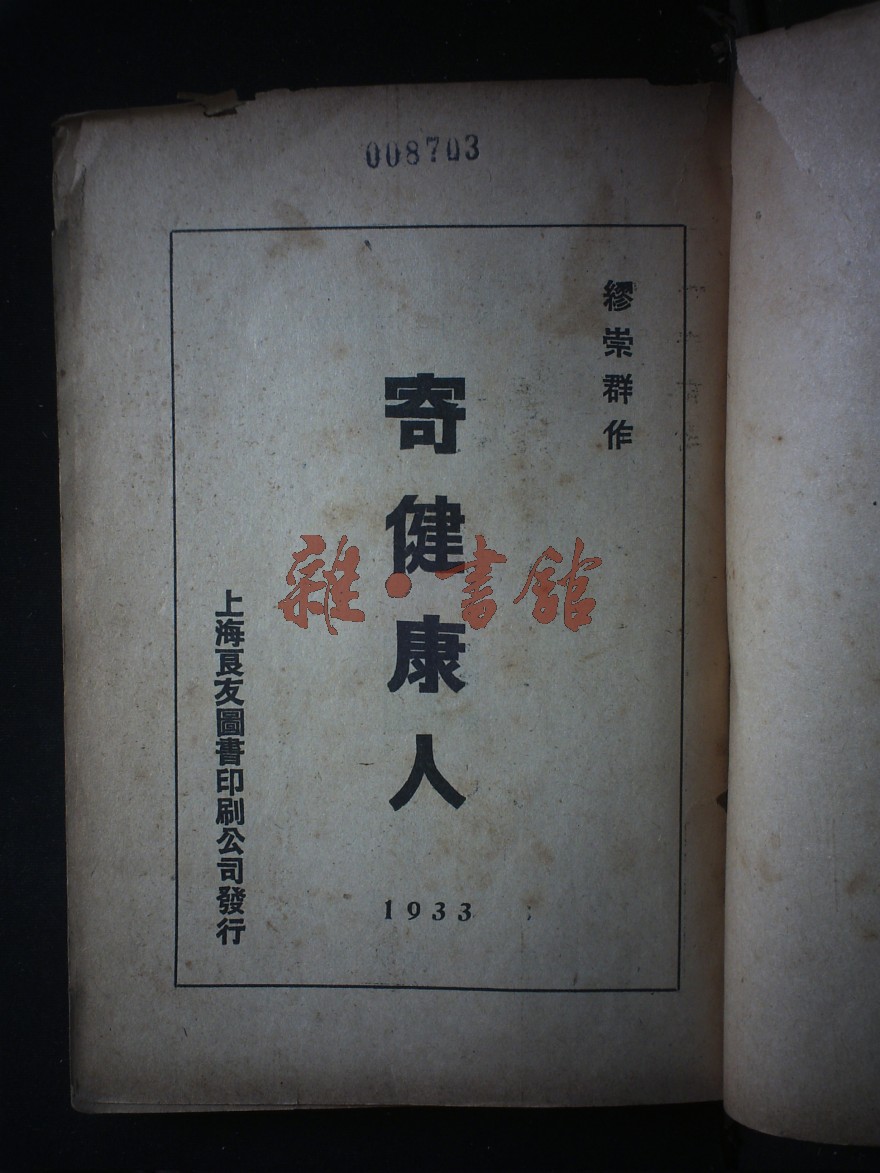 008703
繆崇群作
寄健康人
雜·書館
上海良友圖書印刷公司發行
1933